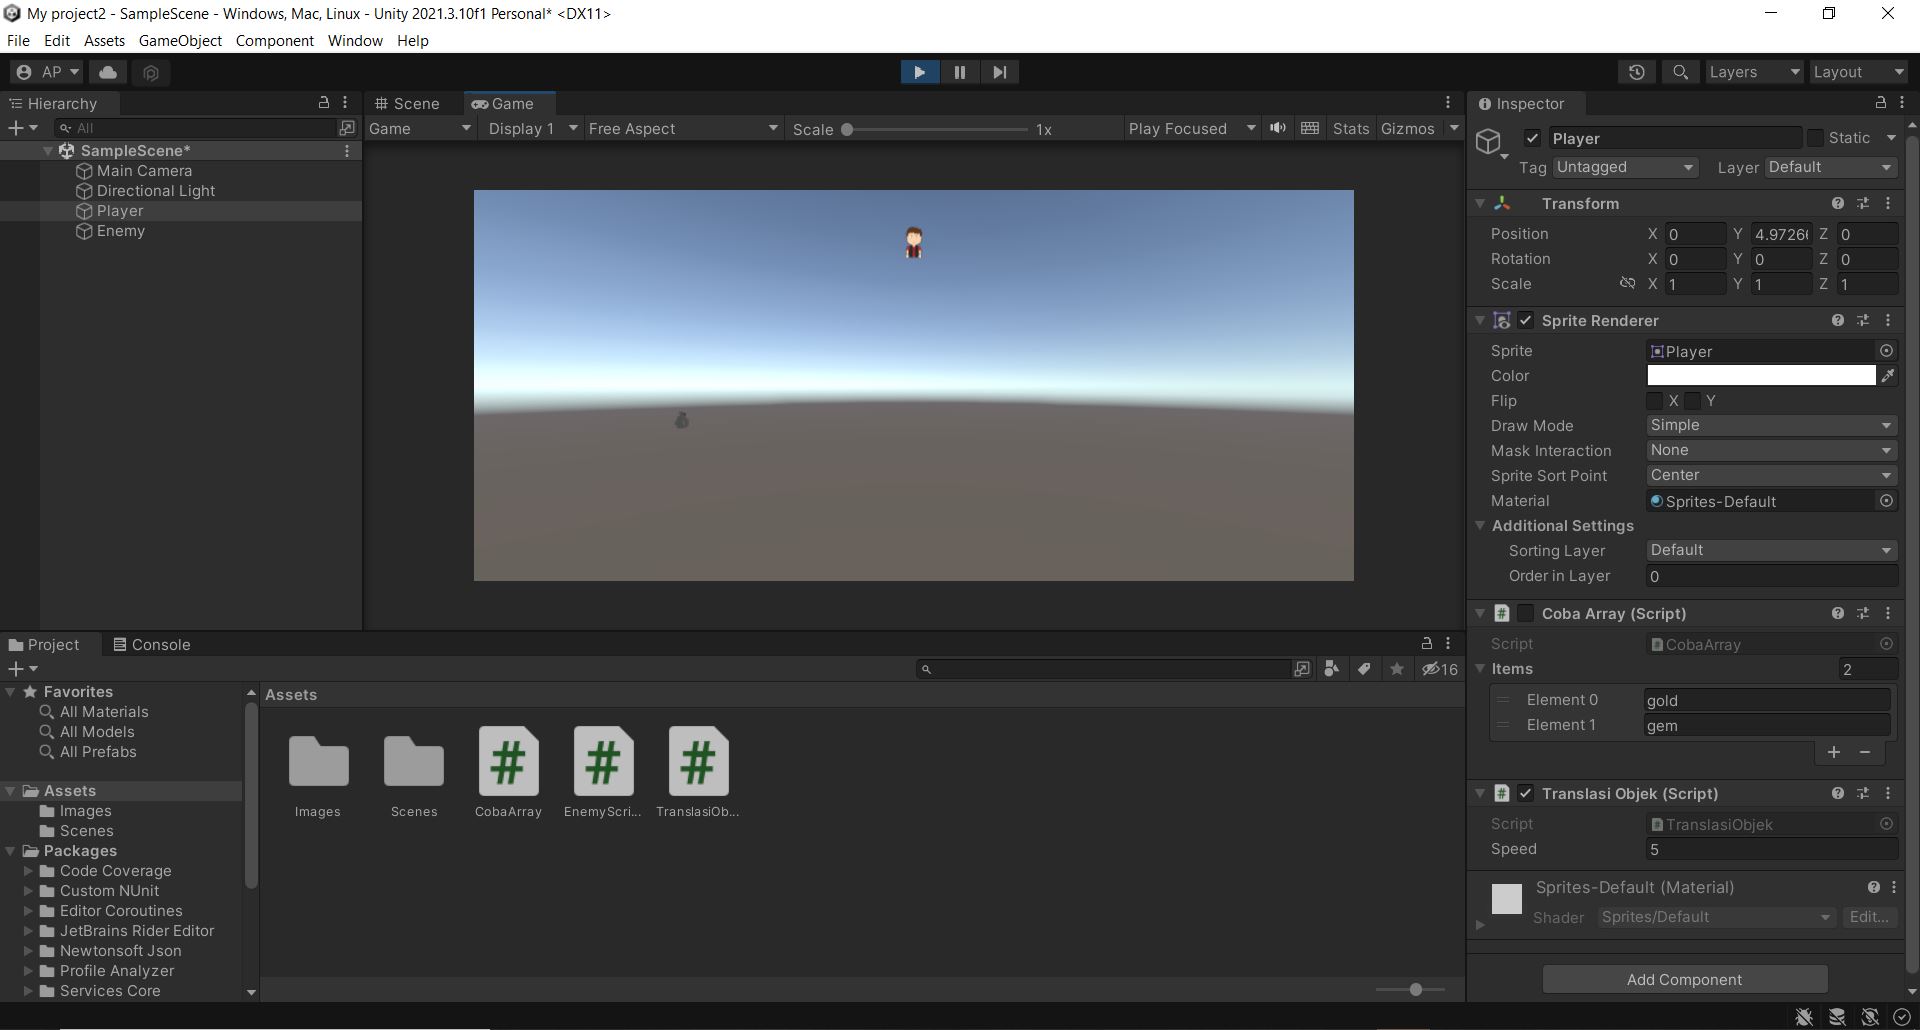 My project2 - SampleScene - Windows, Mac, Linux - Unity 2021.3.10f1 Personal* <DX11>
File Edit Assets GameObject Component Window Help
AP Layers Layout
Hierarchy
All
SampleScene*
Main Camera
Directional Light
Player
Enemy
Scene Game
Game Display 1 Free Aspect Scale 1x Play Focused Stats Gizmos
Project Console
16
Favorites
All Materials
All Models
All Prefabs
Assets
Images
Scenes
Packages
Code Coverage
Custom NUnit
Editor Coroutines
JetBrains Rider Editor
Newtonsoft Json
Profile Analyzer
Services Core
Assets
Images Scenes CobaArray EnemyScri... TranslasiOb...
Inspector
Player Static
Tag Untagged Layer Default
Transform
Position X 0 Y 4.9726 Z 0
Rotation X 0 Y 0 Z 0
Scale X 1 Y 1 Z 1
Sprite Renderer
Sprite Player
Color
Flip X Y
Draw Mode Simple
Mask Interaction None
Sprite Sort Point Center
Material Sprites-Default
Additional Settings
Sorting Layer Default
Order in Layer 0
Coba Array (Script)
Script CobaArray
Items 2
Element 0 gold
Element 1 gem
Translasi Objek (Script)
Script TranslasiObjek
Speed 5
Sprites-Default (Material)
Shader Sprites/Default Edit...
Add Component